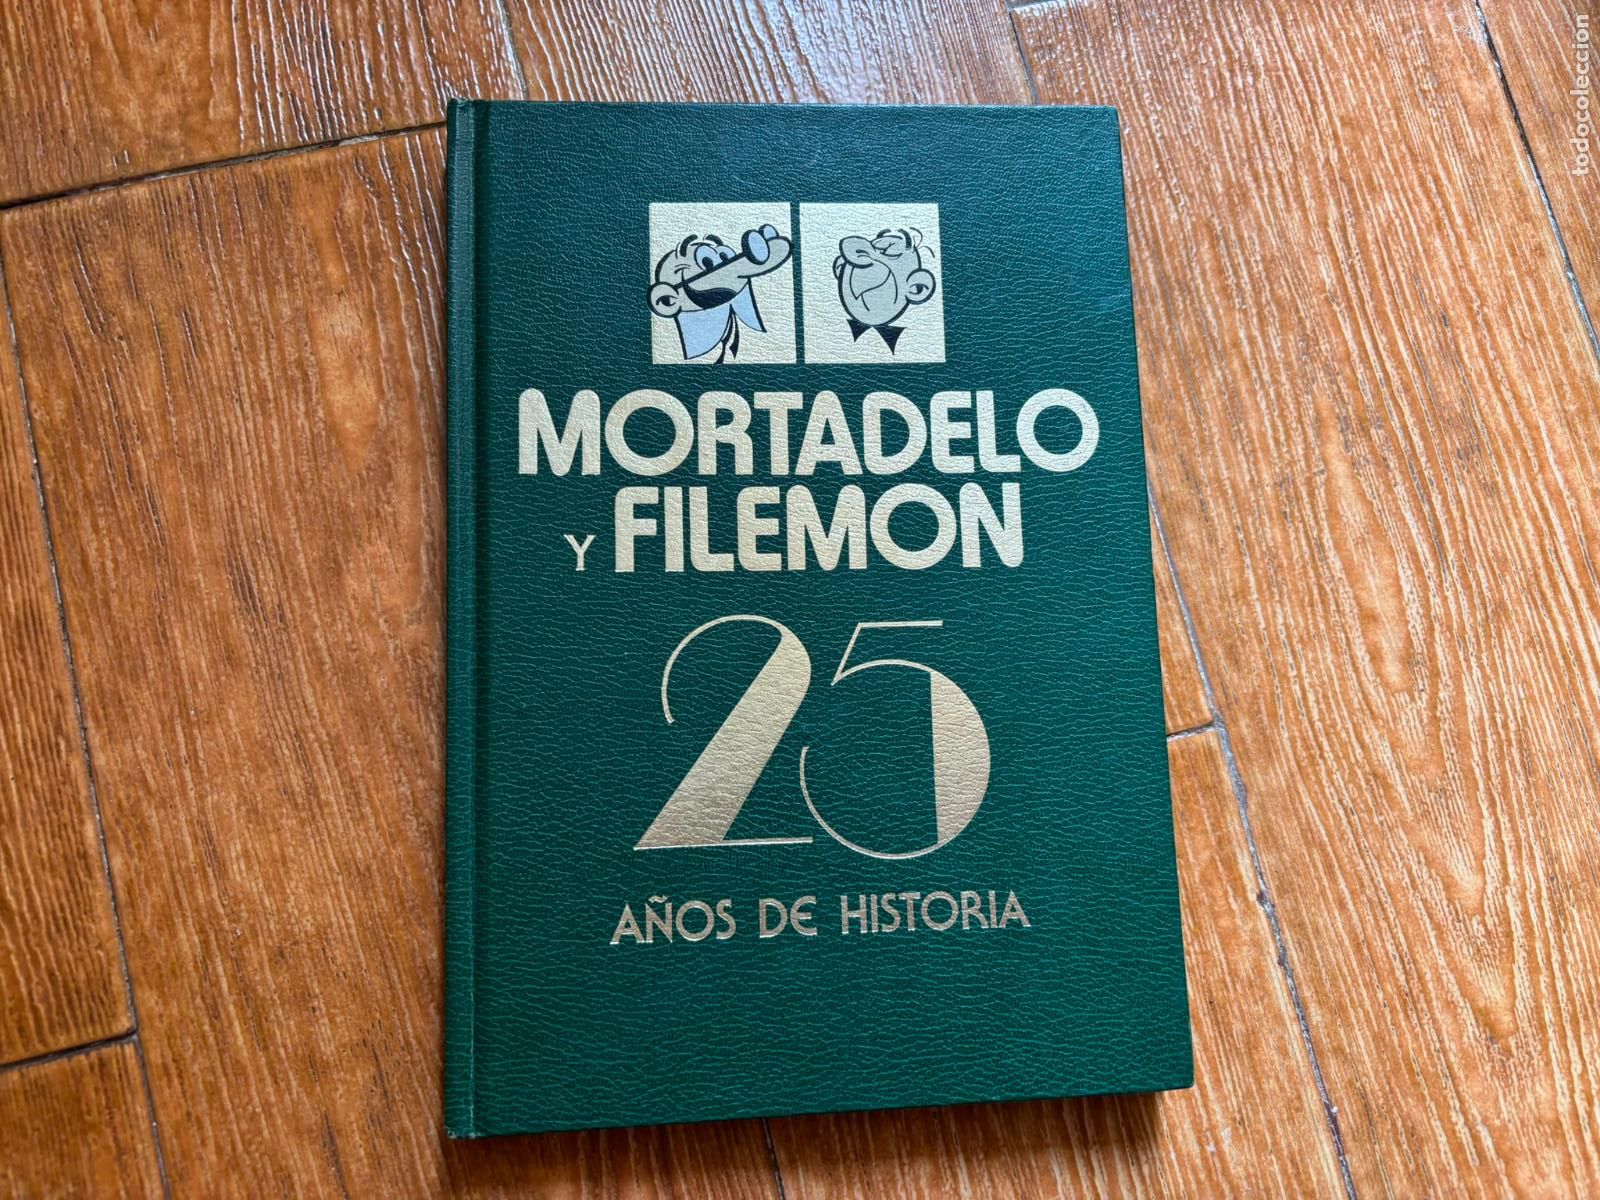 MORTADELO
Y FILEMON
25
AÑOS DE HISTORIA
todocoleccion